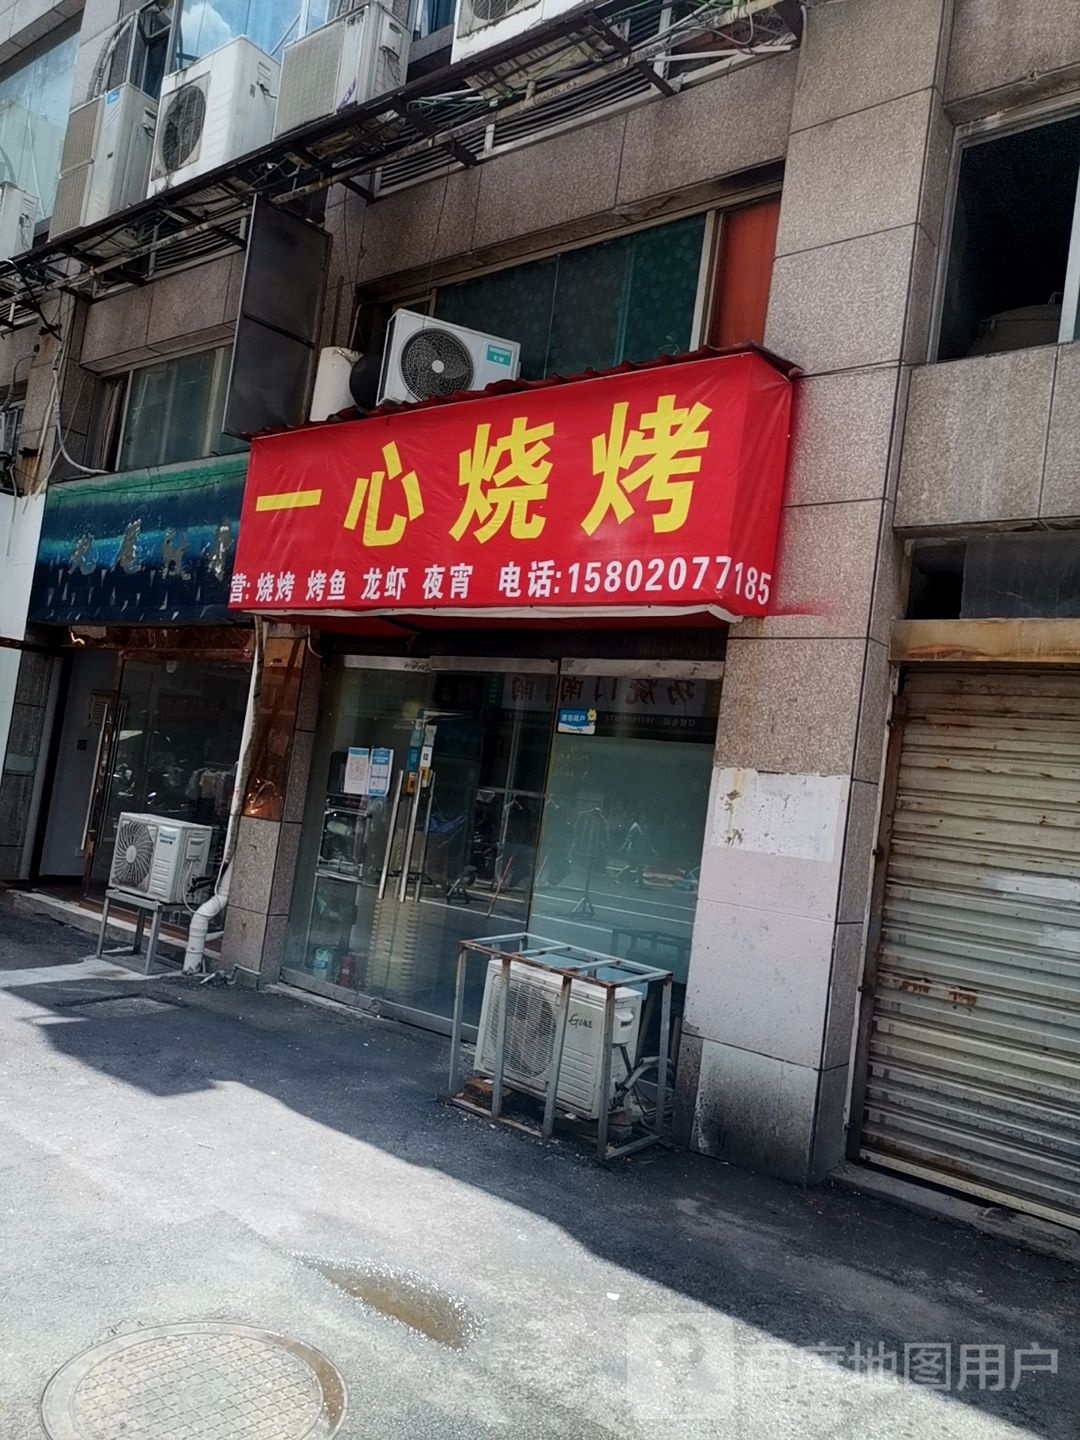 一心烧烤
营:烧烤 烤鱼 龙虾 夜宵 电话:15802077185
百度地图用户